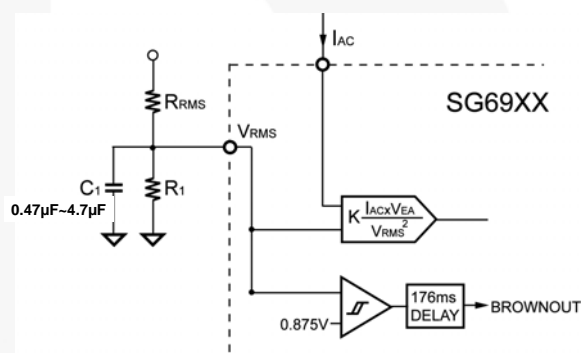 IAC
RRMS
SG69XX
VRMS
C1
R1
0.47μF~4.7μF
K IACxVEA
VRMS2
176ms
DELAY
BROWNOUT
0.875V